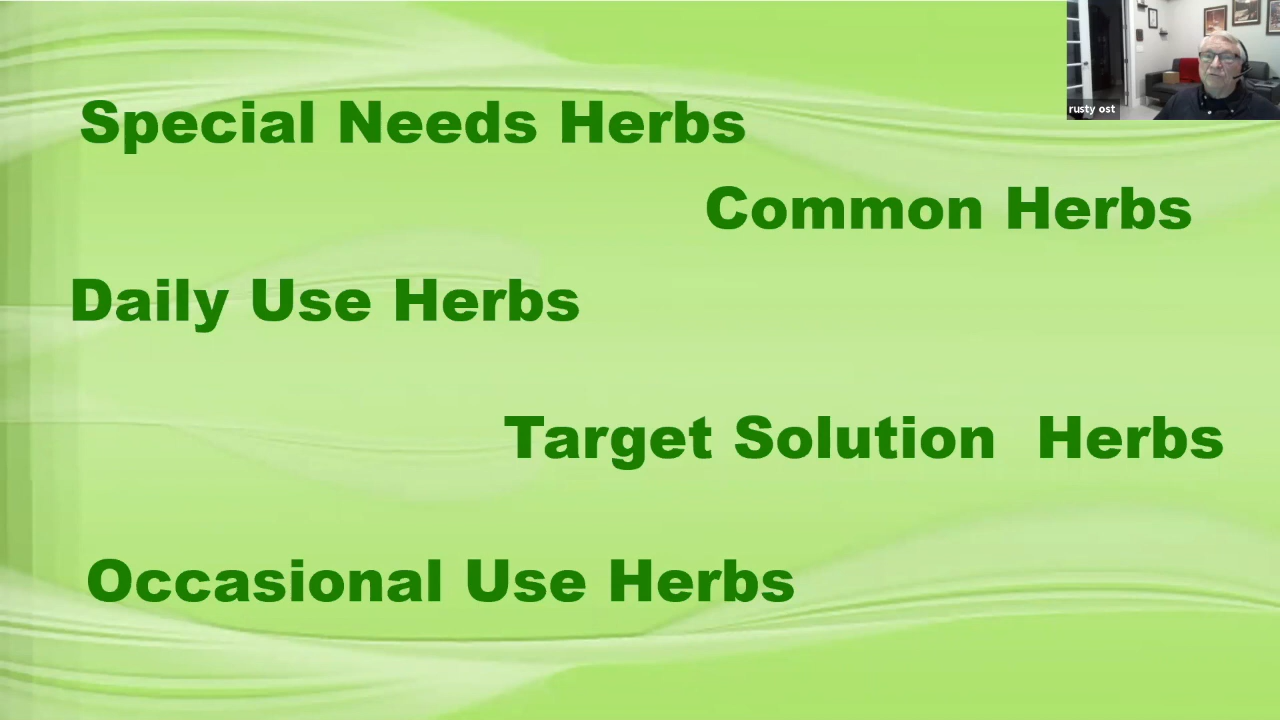 Special Needs Herbs
rusty ost
Common Herbs
Daily Use Herbs
Target Solution  Herbs
Occasional Use Herbs